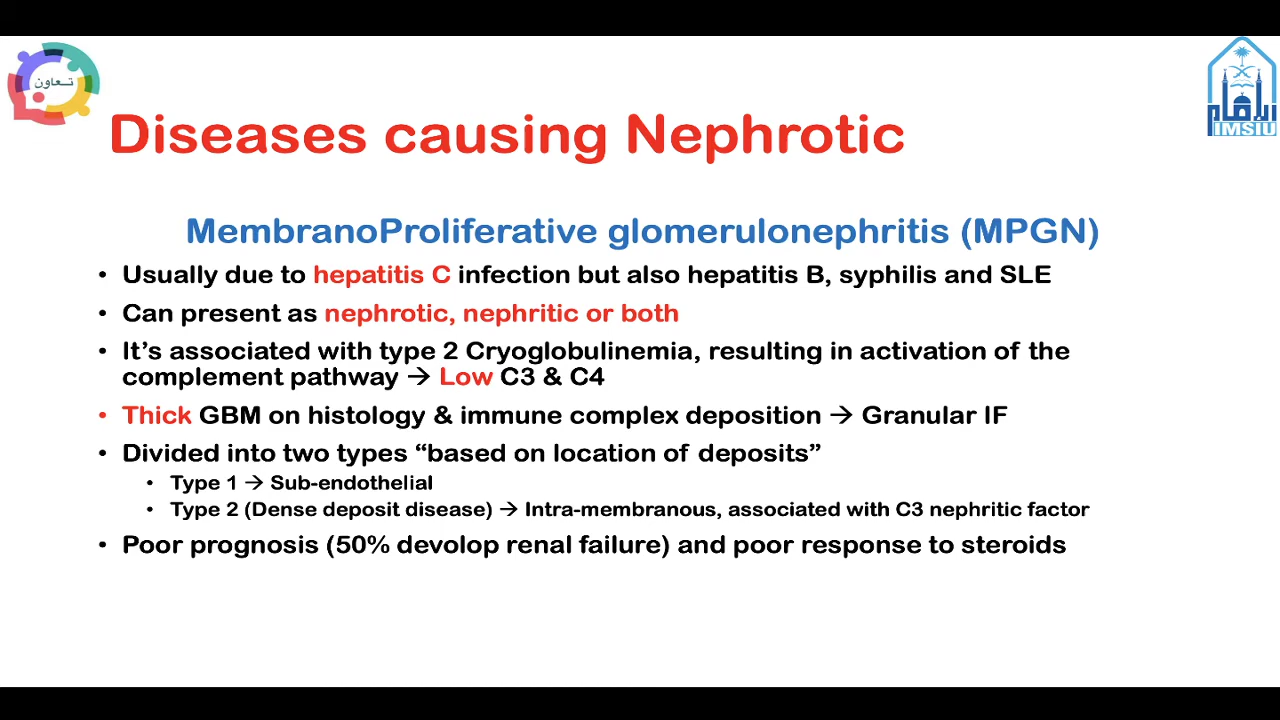 تعاون
IMSIU
Diseases causing Nephrotic
MembranoProliferative glomerulonephritis (MPGN)
• Usually due to hepatitis C infection but also hepatitis B, syphilis and SLE
• Can present as nephrotic, nephritic or both
• It’s associated with type 2 Cryoglobulinemia, resulting in activation of the
complement pathway → Low C3 & C4
• Thick GBM on histology & immune complex deposition → Granular IF
• Divided into two types “based on location of deposits”
• Type 1 → Sub-endothelial
• Type 2 (Dense deposit disease) → Intra-membranous, associated with C3 nephritic factor
• Poor prognosis (50% devolop renal failure) and poor response to steroids